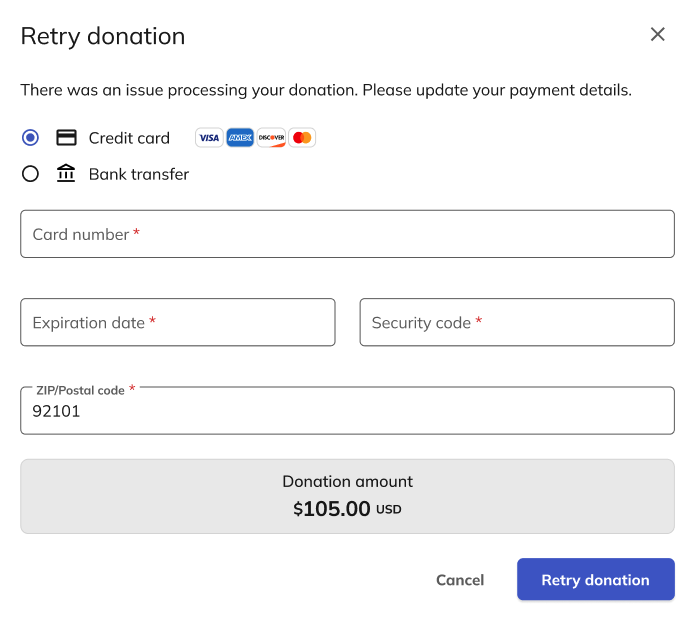 Retry donation
There was an issue processing your donation. Please update your payment details.
Credit card VISA AMEX DISCOVER
Bank transfer
Card number *
Expiration date * Security code *
ZIP/Postal code *
92101
Donation amount
$105.00 USD
Cancel Retry donation